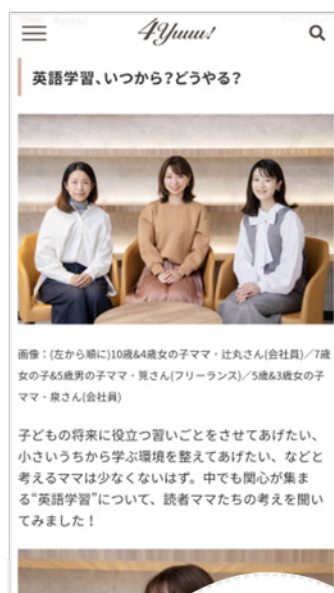 4Yuuu!
英語学習、いつから?どうやる?
画像：(左から順に)10歳&4歳女の子ママ・辻丸さん(会社員)／7歳
女の子&5歳男の子ママ・筧さん(フリーランス)／5歳&3歳女の子
ママ・泉さん(会社員)
子どもの将来に役立つ習いごとをさせてあげたい、
小さいうちから学ぶ環境を整えてあげたい、などと
考えるママは少なくないはず。中でも関心が集ま
る“英語学習”について、読者ママたちの考えを聞い
てみました！